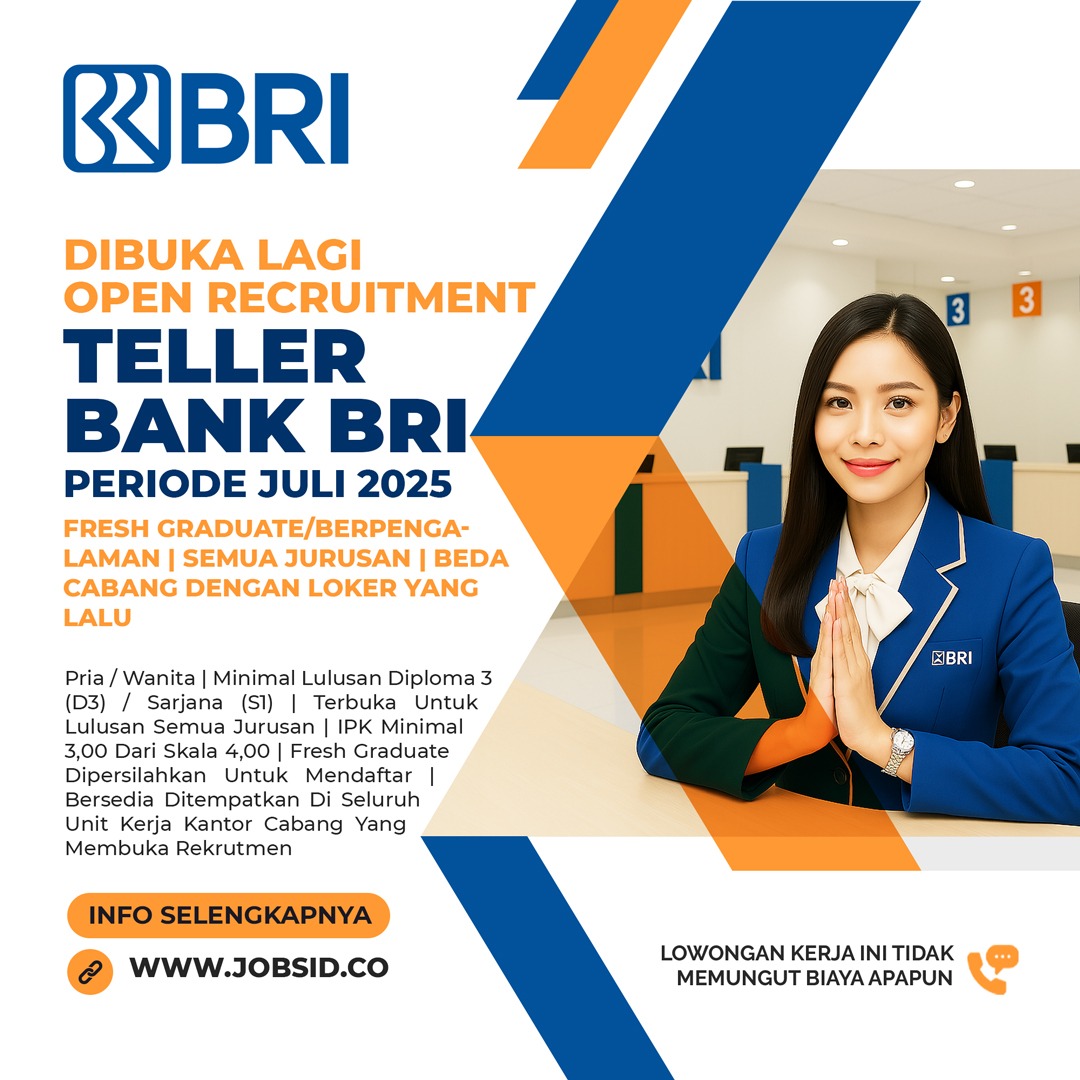 BRI
DIBUKA LAGI
OPEN RECRUITMENT
TELLER
BANK BRI
PERIODE JULI 2025
FRESH GRADUATE/BERPENGA-
LAMAN | SEMUA JURUSAN | BEDA
CABANG DENGAN LOKER YANG
LALU
Pria / Wanita | Minimal Lulusan Diploma 3
(D3) / Sarjana (S1) | Terbuka Untuk
Lulusan Semua Jurusan | IPK Minimal
3,00 Dari Skala 4,00 | Fresh Graduate
Dipersilahkan Untuk Mendaftar |
Bersedia Ditempatkan Di Seluruh
Unit Kerja Kantor Cabang Yang
Membuka Rekrutmen
INFO SELENGKAPNYA
WWW.JOBSID.CO
3
3
BRI
LOWONGAN KERJA INI TIDAK
MEMUNGUT BIAYA APAPUN